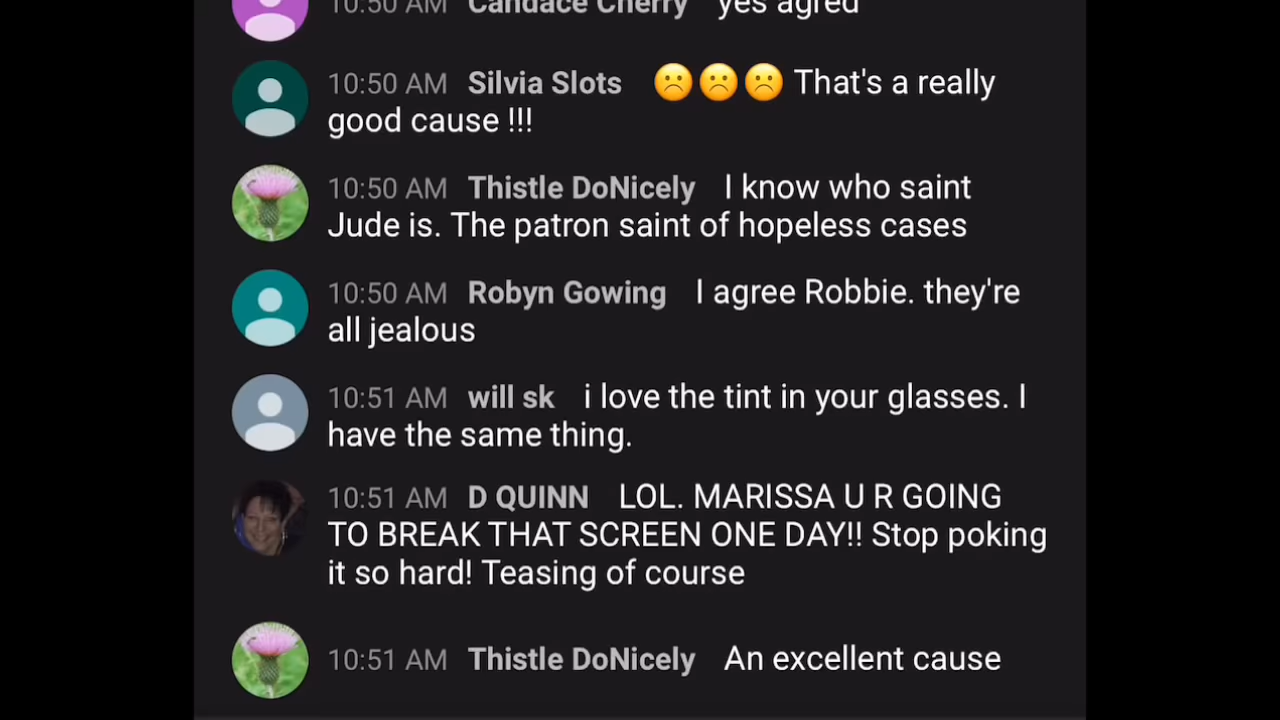 10:50 AM Candace Cherry yes agred
10:50 AM Silvia Slots ☹️☹️☹️ That's a really
good cause !!!
10:50 AM Thistle DoNicely I know who saint
Jude is. The patron saint of hopeless cases
10:50 AM Robyn Gowing I agree Robbie. they're
all jealous
10:51 AM will sk i love the tint in your glasses. I
have the same thing.
10:51 AM D QUINN LOL. MARISSA U R GOING
TO BREAK THAT SCREEN ONE DAY!! Stop poking
it so hard! Teasing of course
10:51 AM Thistle DoNicely An excellent cause